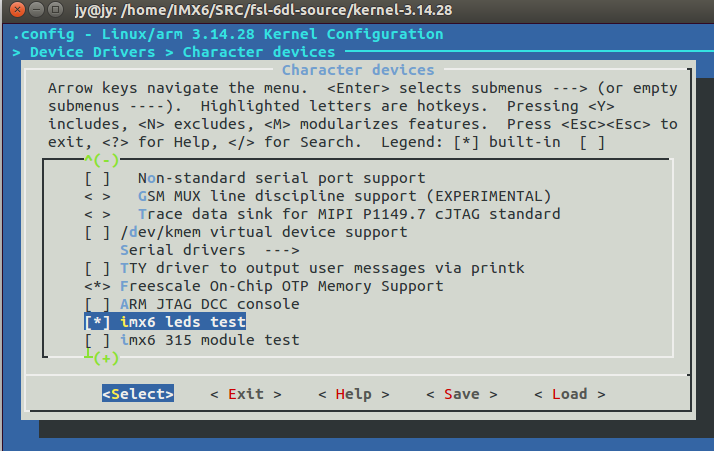 jy@jy: /home/IMX6/SRC/fsl-6dl-source/kernel-3.14.28
.config - Linux/arm 3.14.28 Kernel Configuration
> Device Drivers > Character devices
Character devices
Arrow keys navigate the menu.  <Enter> selects submenus ---> (or empty
submenus ----).  Highlighted letters are hotkeys.  Pressing <Y>
includes, <N> excludes, <M> modularizes features.  Press <Esc><Esc> to
exit, <?> for Help, </> for Search.  Legend: [*] built-in  [ ]
^(-)
[ ]   Non-standard serial port support
< >   GSM MUX line discipline support (EXPERIMENTAL)
< >   Trace data sink for MIPI P1149.7 cJTAG standard
[ ] /dev/kmem virtual device support
Serial drivers  --->
[ ] TTY driver to output user messages via printk
<*> Freescale On-Chip OTP Memory Support
[ ] ARM JTAG DCC console
[*] imx6 leds test
[ ] imx6 315 module test
(+)
<Select>    < Exit >    < Help >    < Save >    < Load >